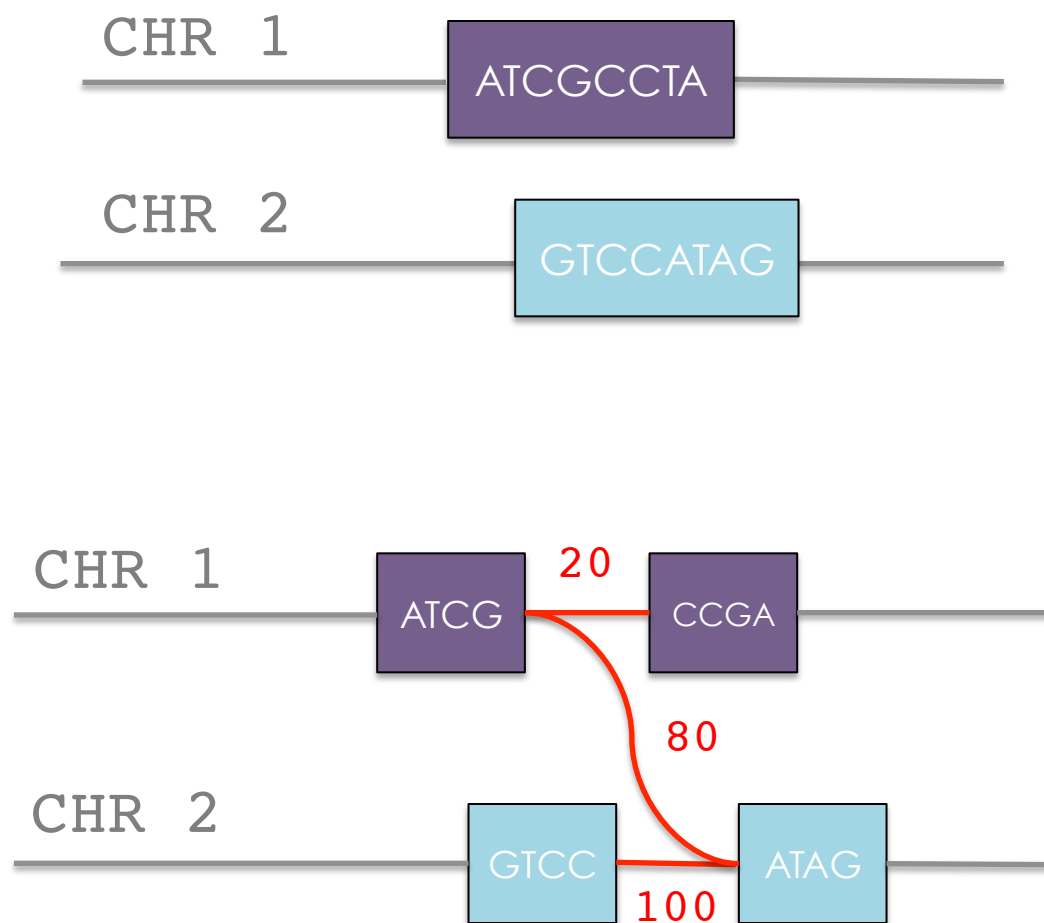 CHR 1
ATCGCCTA
CHR 2
GTCCATAG
CHR 1
ATCG
20
CCGA
80
CHR 2
GTCC
100
ATAG